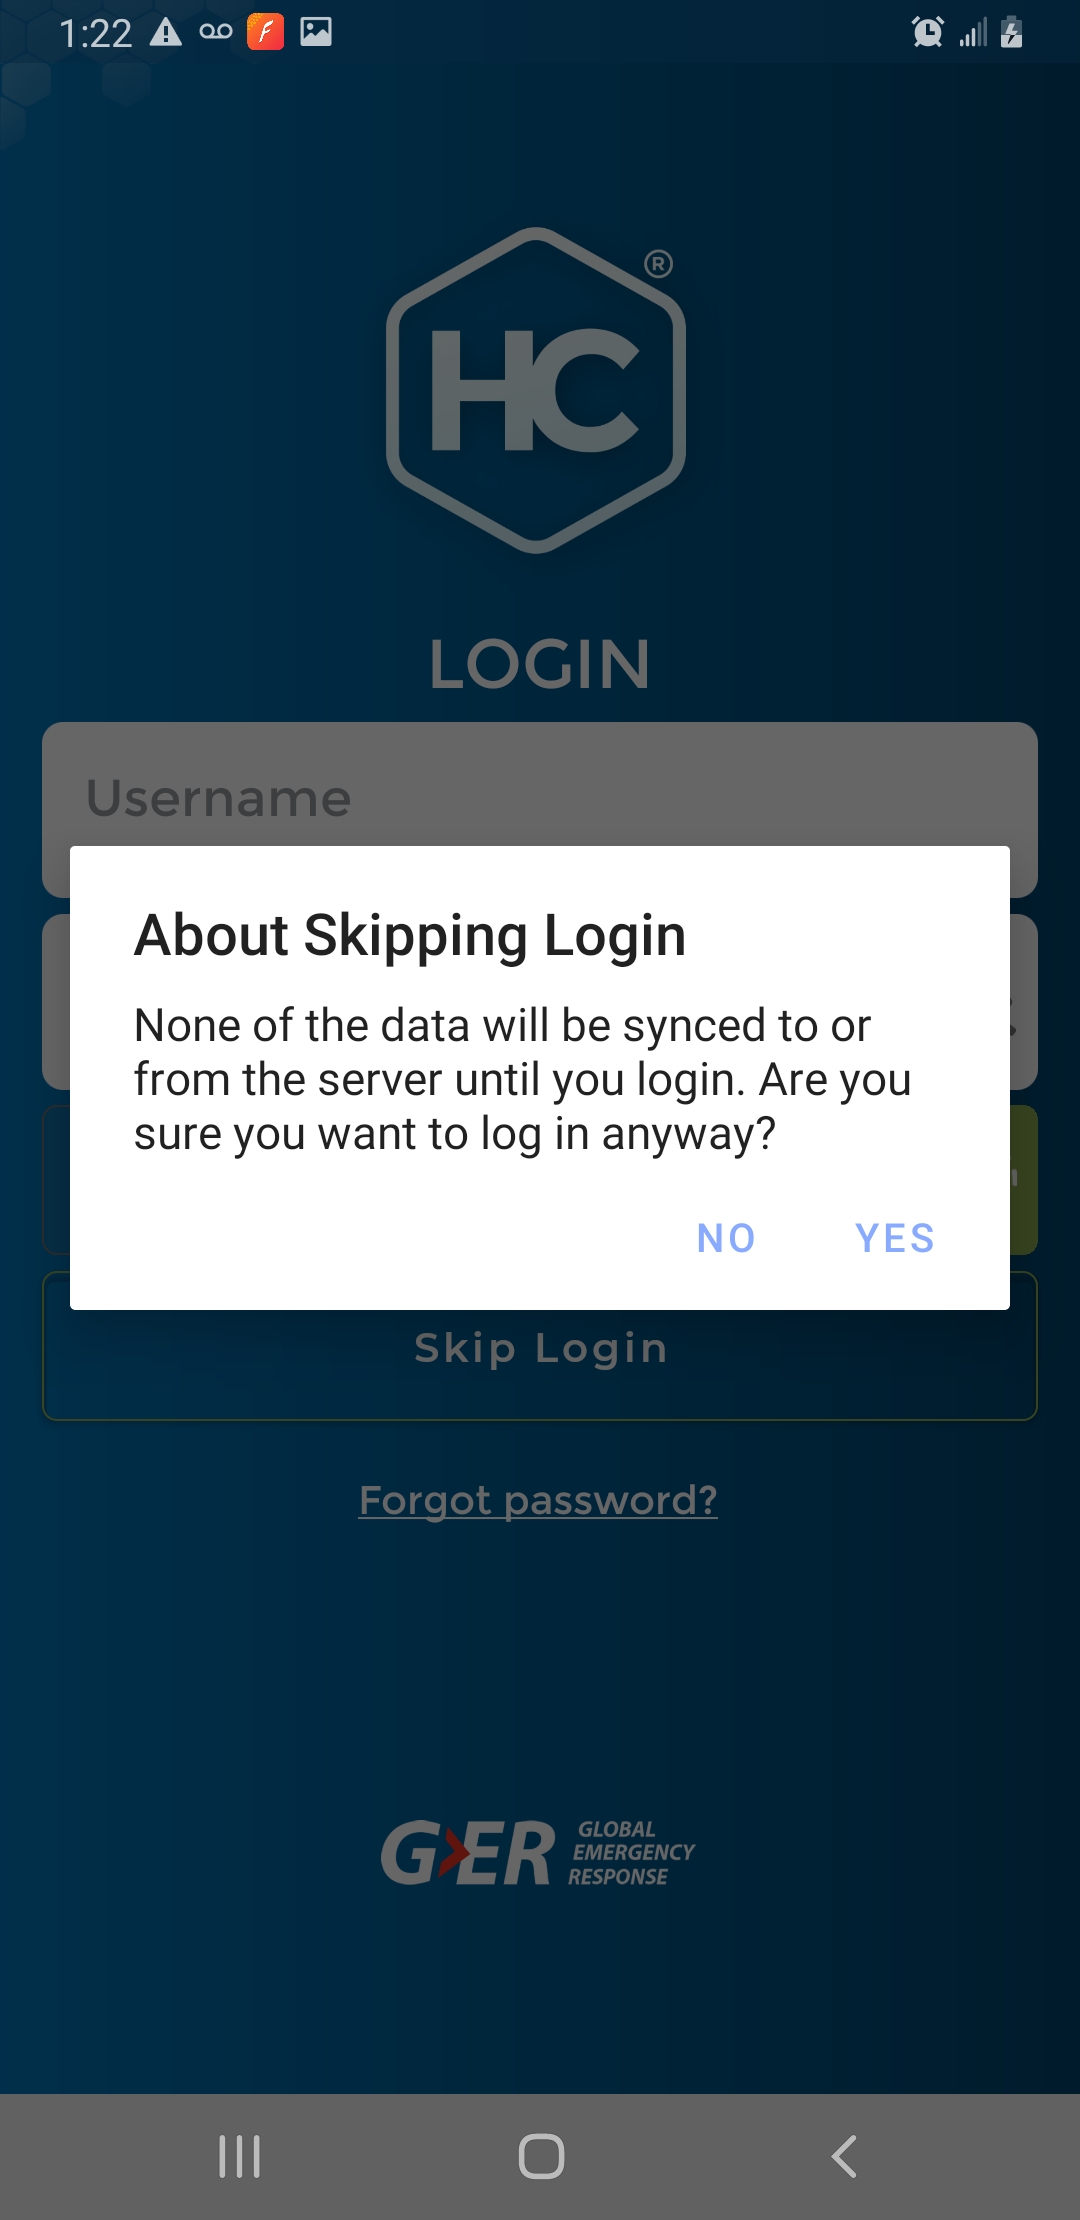 1:22
®
HC
LOGIN
Username
About Skipping Login
None of the data will be synced to or
from the server until you login. Are you
sure you want to log in anyway?
NO YES
Skip Login
Forgot password?
GER GLOBAL
EMERGENCY
RESPONSE